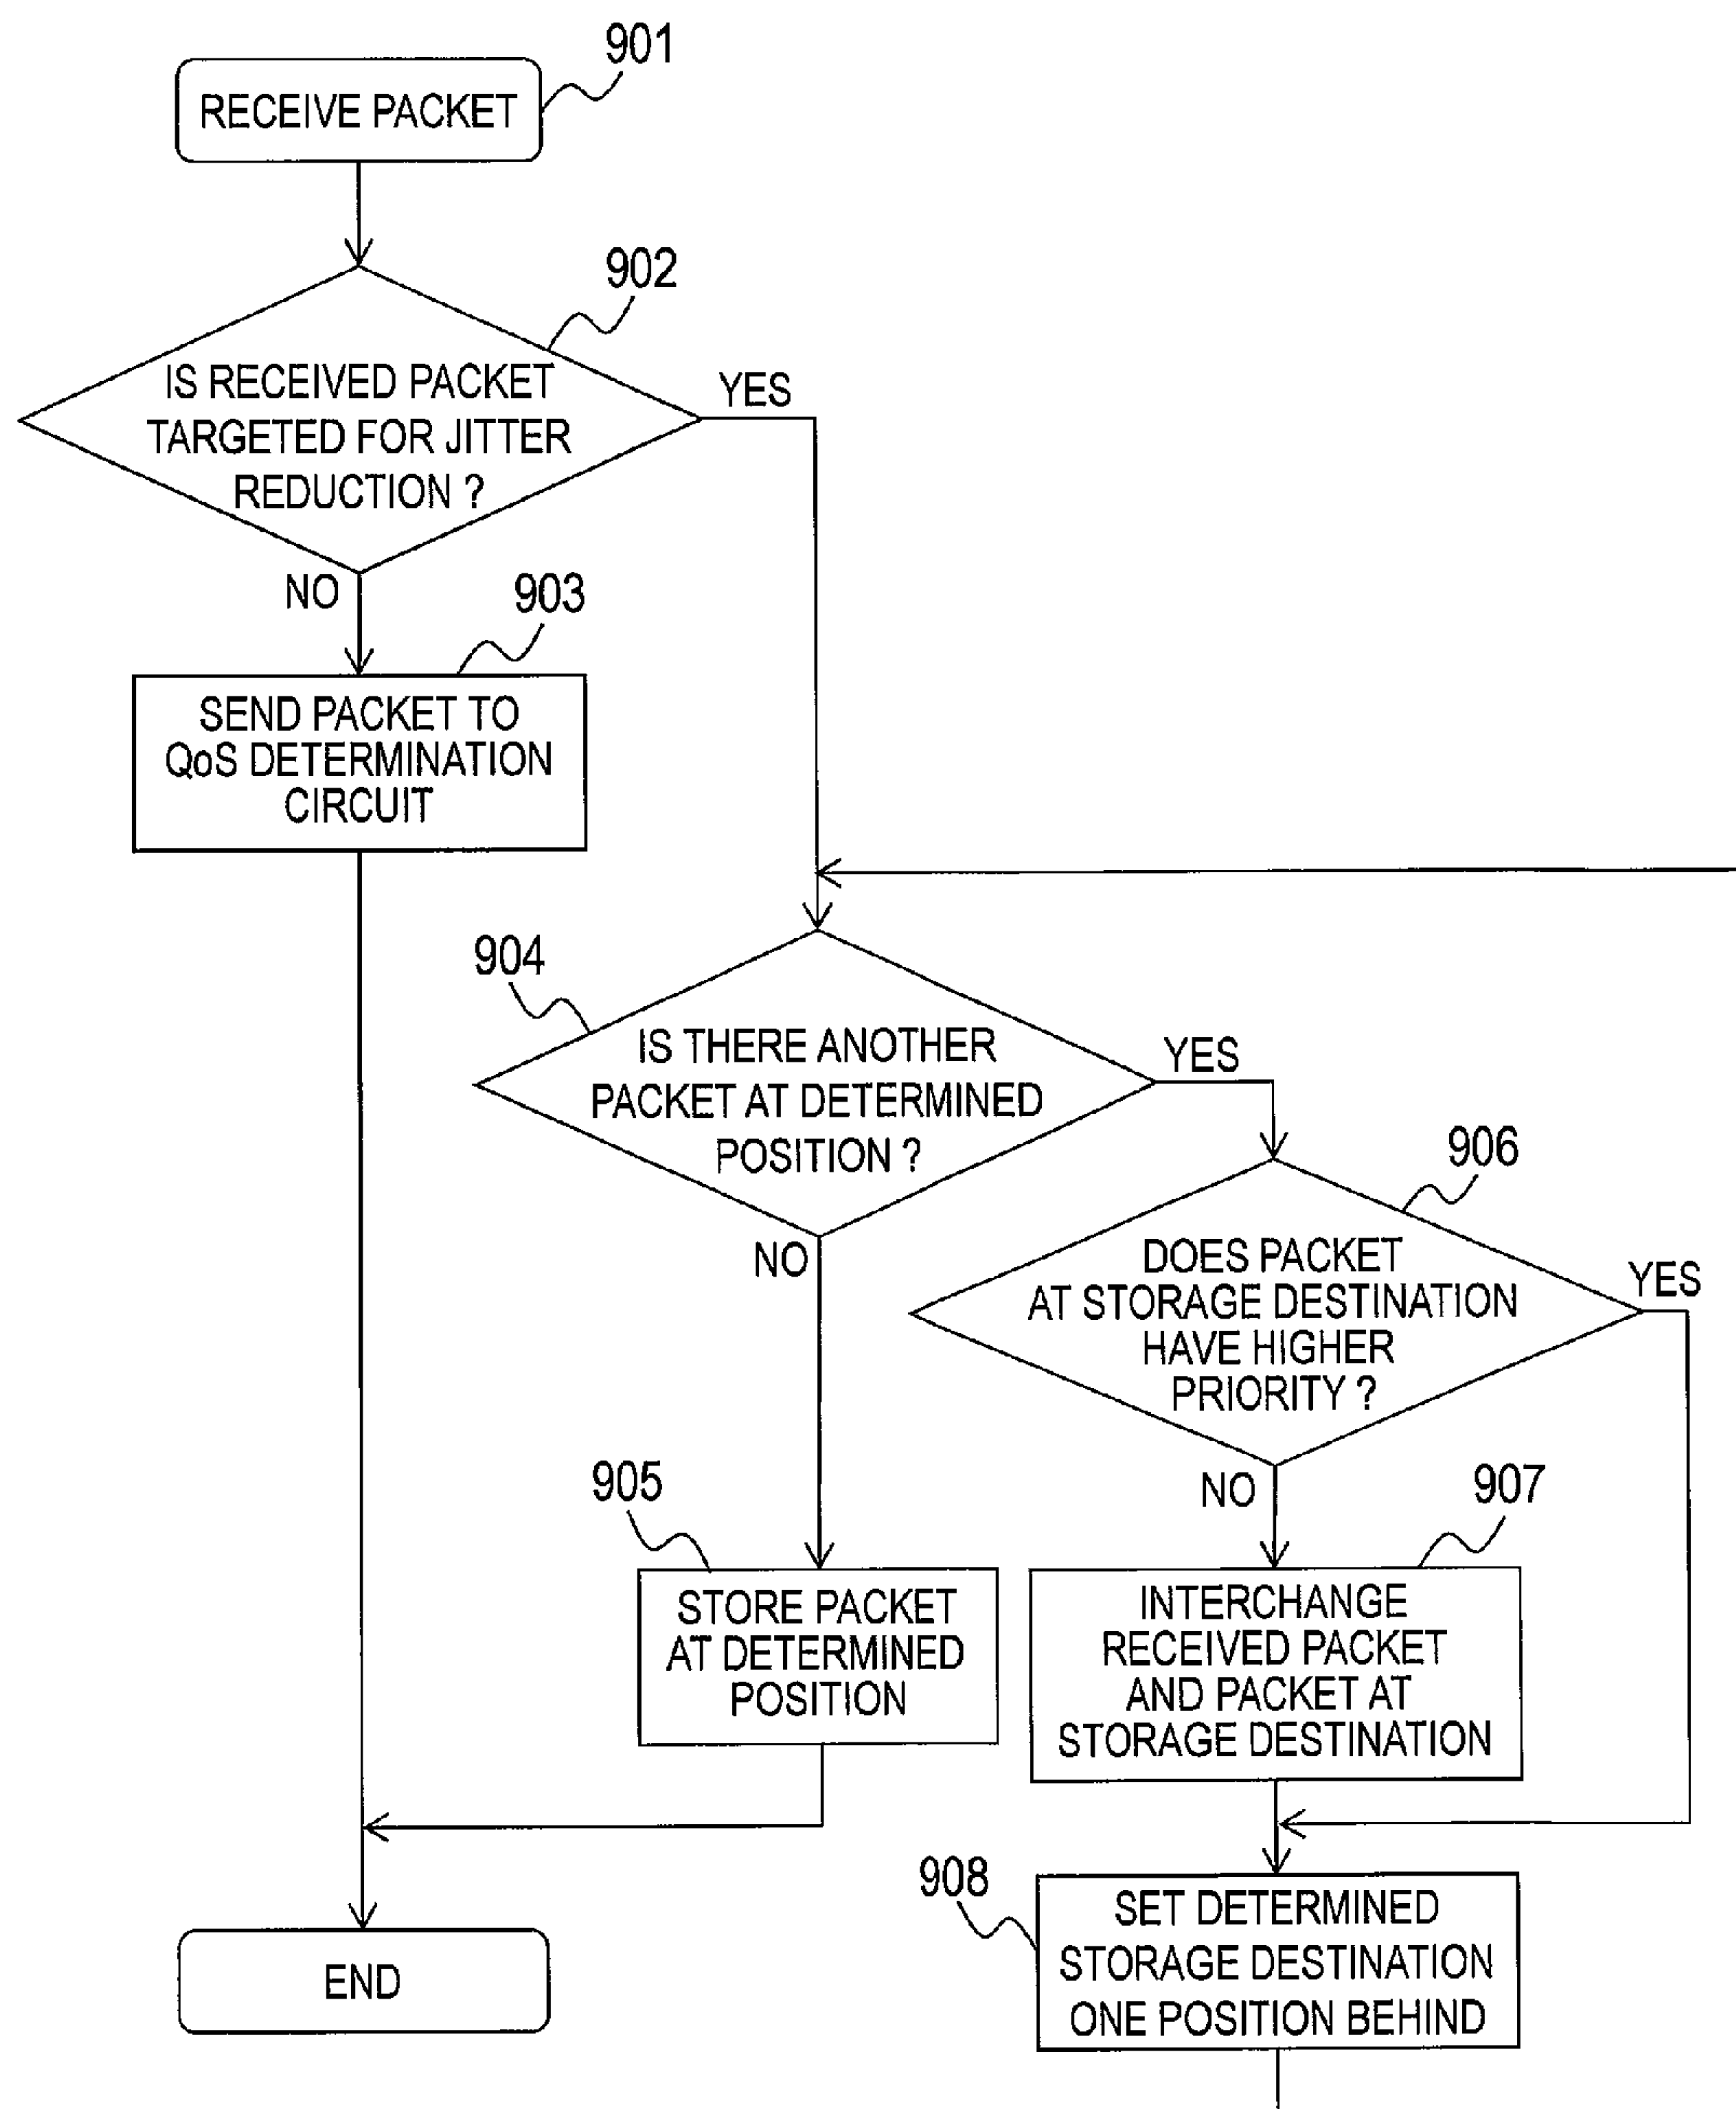 901
RECEIVE PACKET
902
IS RECEIVED PACKET
TARGETED FOR JITTER
REDUCTION ?
YES
NO
903
SEND PACKET TO
QoS DETERMINATION
CIRCUIT
904
IS THERE ANOTHER
PACKET AT DETERMINED
POSITION ?
YES
NO
906
DOES PACKET
AT STORAGE DESTINATION
HAVE HIGHER
PRIORITY ?
YES
NO
905
STORE PACKET
AT DETERMINED
POSITION
907
INTERCHANGE
RECEIVED PACKET
AND PACKET AT
STORAGE DESTINATION
908
SET DETERMINED
STORAGE DESTINATION
ONE POSITION BEHIND
END